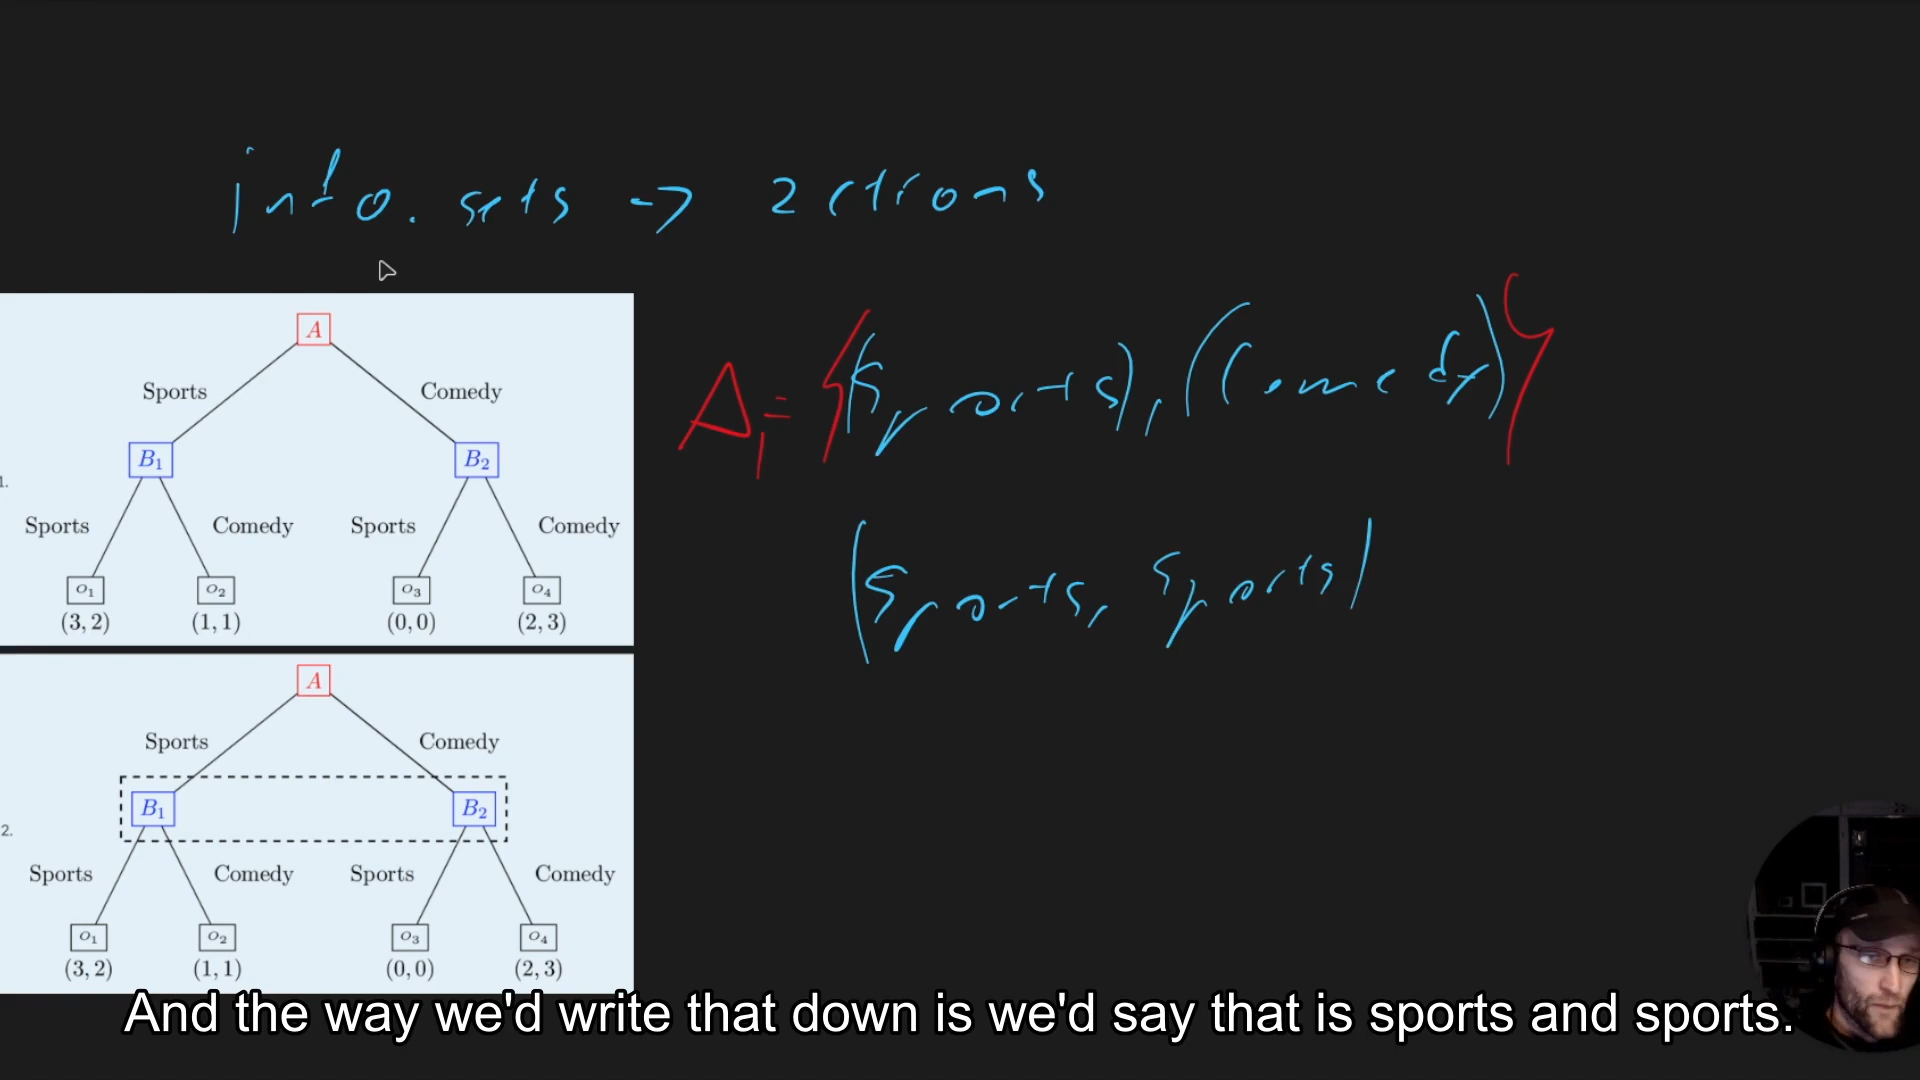 info. sets -> actions
A₁ = {(Sports), (Comedy)}
(Sports, Sports)
A
Sports Comedy
B₁ B₂
1.
Sports Comedy Sports Comedy
o₁ o₂ o₃ o₄
(3, 2) (1, 1) (0, 0) (2, 3)
A
Sports Comedy
B₁ B₂
2.
Sports Comedy Sports Comedy
o₁ o₂ o₃ o₄
(3, 2) (1, 1) (0, 0) (2, 3)
And the way we'd write that down is we'd say that is sports and sports.